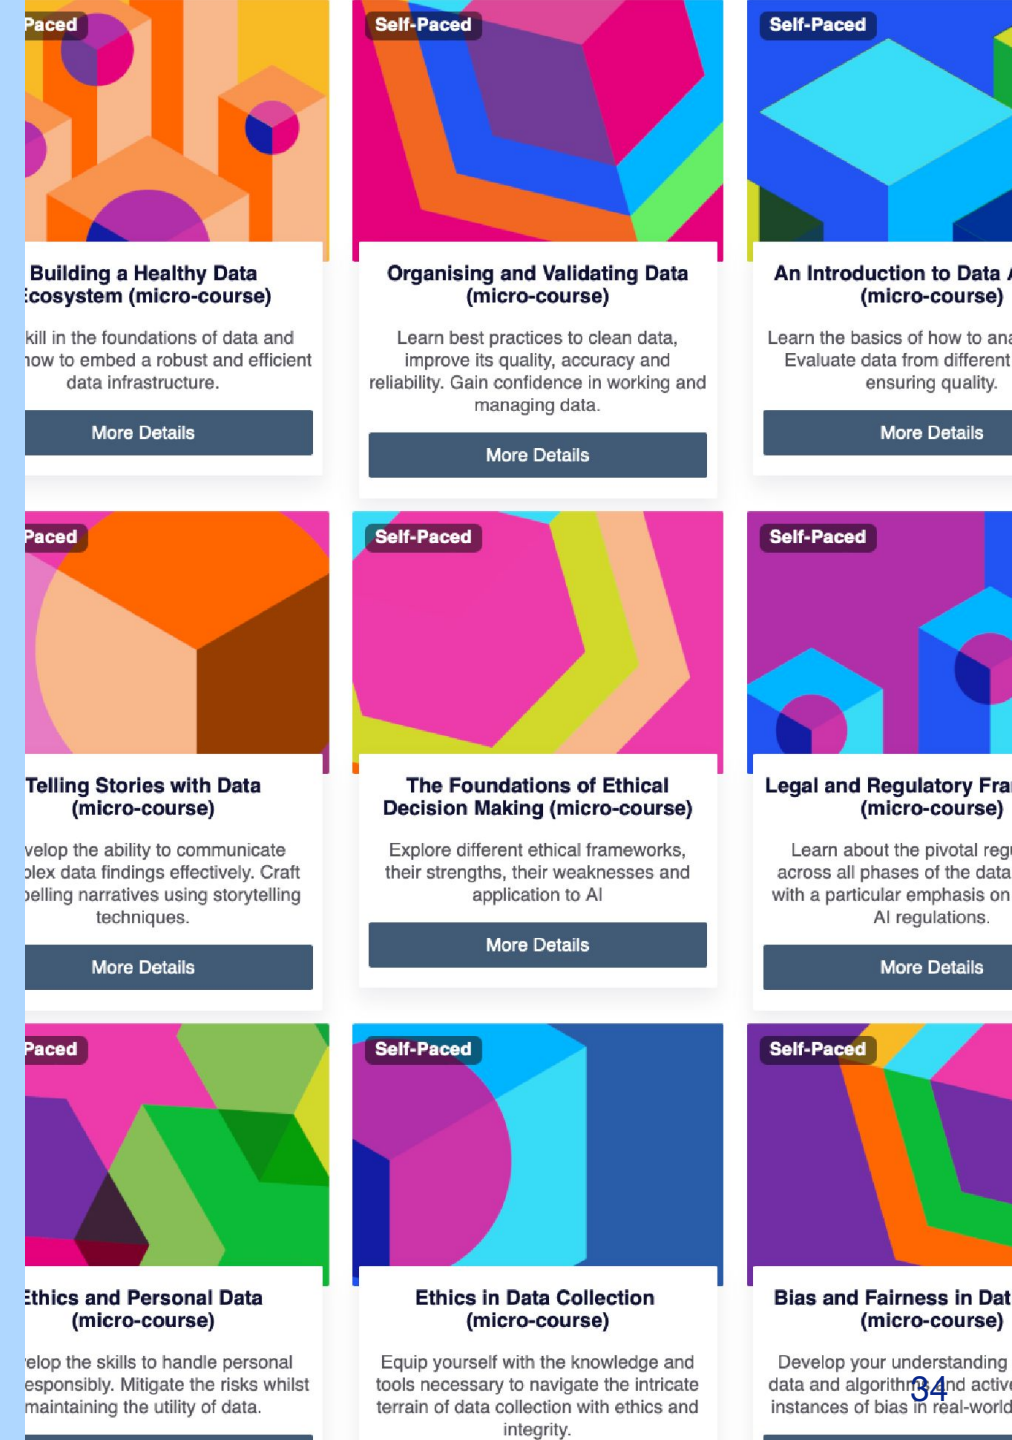 Paced
Self-Paced
Self-Paced
Building a Healthy Data
Ecosystem (micro-course)
kill in the foundations of data and
how to embed a robust and efficient
data infrastructure.
More Details
Organising and Validating Data
(micro-course)
Learn best practices to clean data,
improve its quality, accuracy and
reliability. Gain confidence in working and
managing data.
More Details
An Introduction to Data
(micro-course)
Learn the basics of how to
Evaluate data from different
ensuring quality.
More Details
Paced
Self-Paced
Self-Paced
Telling Stories with Data
(micro-course)
velop the ability to communicate
plex data findings effectively. Craft
pelling narratives using storytelling
techniques.
More Details
The Foundations of Ethical
Decision Making (micro-course)
Explore different ethical frameworks,
their strengths, their weaknesses and
application to AI
More Details
Legal and Regulatory
(micro-course)
Learn about the pivotal
across all phases of the data
with a particular emphasis on
AI regulations.
More Details
Paced
Self-Paced
Self-Paced
Ethics and Personal Data
(micro-course)
elop the skills to handle personal
responsibly. Mitigate the risks whilst
maintaining the utility of data.
Ethics in Data Collection
(micro-course)
Equip yourself with the knowledge and
tools necessary to navigate the intricate
terrain of data collection with ethics and
integrity.
Bias and Fairness in
(micro-course)
Develop your understanding
data and algorithms and
instances of bias in real-world
34